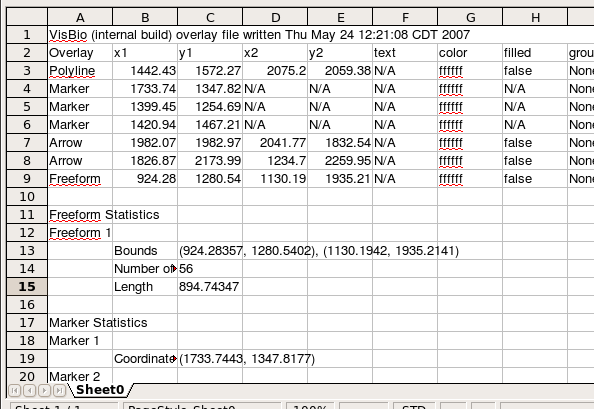 A B C D E F G H
1 VisBio (internal build) overlay file written Thu May 24 12:21:08 CDT 2007
2 Overlay x1 y1 x2 y2 text color filled grou
3 Polyline 1442.43 1572.27 2075.2 2059.38 N/A ffffff false None
4 Marker 1733.74 1347.82 N/A N/A N/A ffffff N/A None
5 Marker 1399.45 1254.69 N/A N/A N/A ffffff N/A None
6 Marker 1420.94 1467.21 N/A N/A N/A ffffff N/A None
7 Arrow 1982.07 1982.97 2041.77 1832.54 N/A ffffff false None
8 Arrow 1826.87 2173.99 1234.7 2259.95 N/A ffffff false None
9 Freeform 924.28 1280.54 1130.19 1935.21 N/A ffffff false None
10
11 Freeform Statistics
12 Freeform 1
13 Bounds (924.28357, 1280.5402), (1130.1942, 1935.2141)
14 Number of 56
15 Length 894.74347
16
17 Marker Statistics
18 Marker 1
19 Coordinate (1733.7443, 1347.8177)
20 Marker 2
Sheet0
Sheet 1 / 1 PageStyle_Sheet0 100% STD